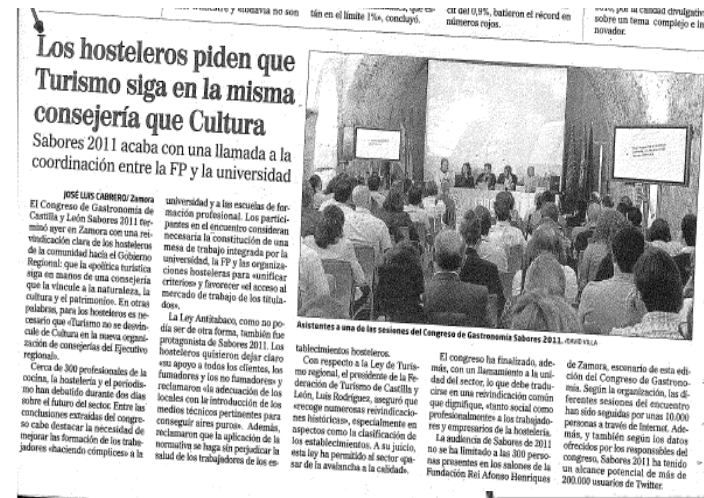 cit del 0,9%, batieron el récord en
tán en el límite 1%», concluyó.
números rojos.
sobre un tema complejo e in
novador.
Los hosteleros piden que
Turismo siga en la misma
consejería que Cultura
Sabores 2011 acaba con una llamada a la
coordinación entre la FP y la universidad
JOSÉ LUIS CABRERO / Zamora
El Congreso de Gastronomía de
Castilla y León Sabores 2011 ter-
minó ayer en Zamora con una rei-
vindicación clara de los hosteleros
de la comunidad hacia el Gobierno
Regional: que la «política turística
siga en manos de una consejería
que la vincule a la naturaleza, la
cultura y el patrimonio». En otras
palabras, para los hosteleros es ne-
cesario que «Turismo no se desvin-
cule de Cultura en la nueva organi-
zación de consejerías del Ejecutivo
regional».
Cerca de 300 profesionales de la
cocina, la hostelería y el periodis-
mo han debatido durante dos días
sobre el futuro del sector. Entre las
conclusiones extraídas del congre-
so cabe destacar la necesidad de
mejorar las formación de los traba-
jadores «haciendo cómplices» a la
universidad y a las escuelas de for-
mación profesional. Los partici-
pantes en el encuentro consideran
necesaria la constitución de una
mesa de trabajo integrada por la
universidad, la FP y las organiza-
ciones hosteleras para «unificar
criterios» y favorecer «el acceso al
mercado de trabajo de los titula-
dos».
La Ley Antitabaco, como no po-
día ser de otra forma, también fue
protagonista de Sabores 2011. Los
hosteleros quisieron dejar claro
«su apoyo a todos los clientes, los
fumadores y los no fumadores» y
reclamaron «la adecuación de los
locales con la introducción de los
medios técnicos pertinentes para
conseguir aires puros». Además,
reclamaron que la aplicación de la
normativa se haga sin perjudicar la
salud de los trabajadores de los es-
Asistentes a una de las sesiones del Congreso de Gastronomía Sabores 2011. / DAVID VILLA
tablecimientos hosteleros.
Con respecto a la Ley de Turis-
mo regional, el presidente de la Fe-
deración de Turismo de Castilla y
León, Luis Rodríguez, aseguró que
«recoge numerosas reivindicacio-
nes históricas», especialmente en
aspectos como la clasificación de
los establecimientos. A su juicio,
esta ley ha permitido al sector «pa-
sar de la avalancha a la calidad».
El congreso ha finalizado, ade-
más, con un llamamiento a la uni-
dad del sector, lo que debe tradu-
cirse en una reivindicación común
que dignifique, «tanto social como
profesionalmente» a los trabajado-
res y empresarios de la hostelería.
La audiencia de Sabores de 2011
no se ha limitado a las 300 perso-
nas presentes en los salones de la
Fundación Rei Afonso Henriques
de Zamora, escenario de esta edi-
ción del Congreso de Gastrono-
mía. Según la organización, las di-
ferentes sesiones del encuentro
han sido seguidas por unas 10.000
personas a través de Internet. Ade-
más, y también según los datos
ofrecidos por los responsables del
congreso, Sabores 2011 ha tenido
un alcance potencial de más de
200.000 usuarios de Twitter.